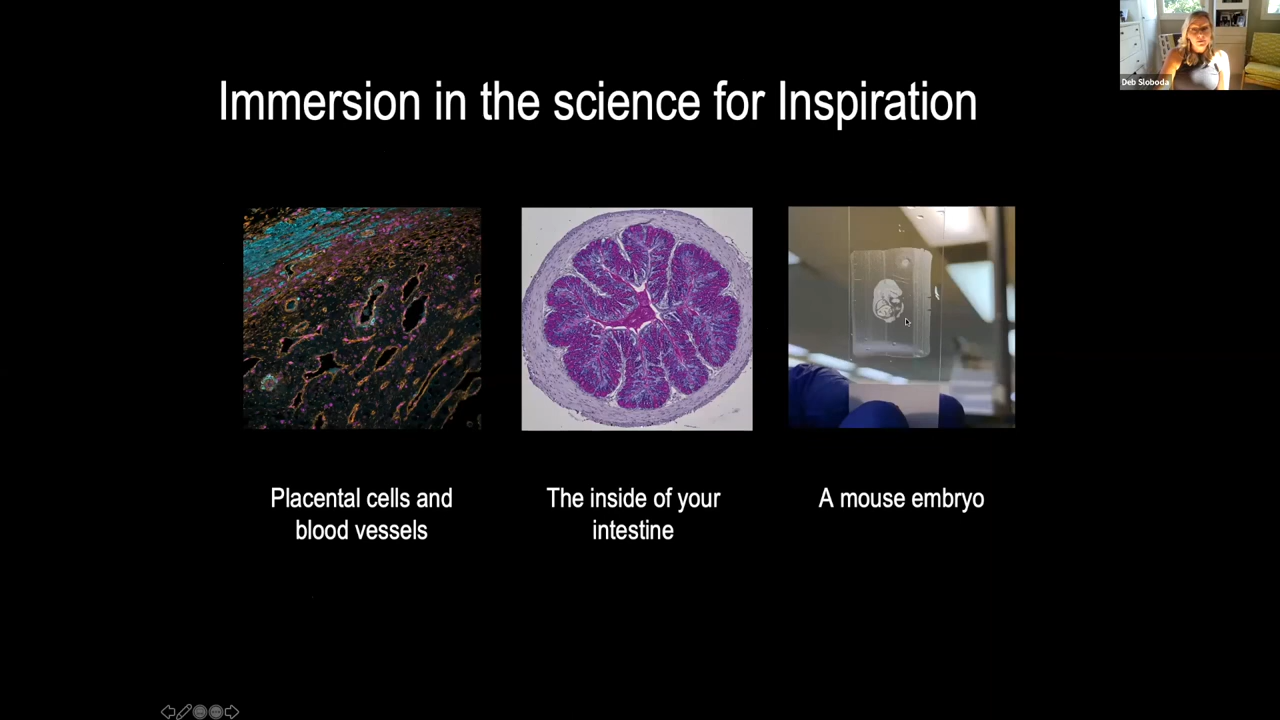 Deb Sloboda
Immersion in the science for Inspiration
Placental cells and
blood vessels
The inside of your
intestine
A mouse embryo